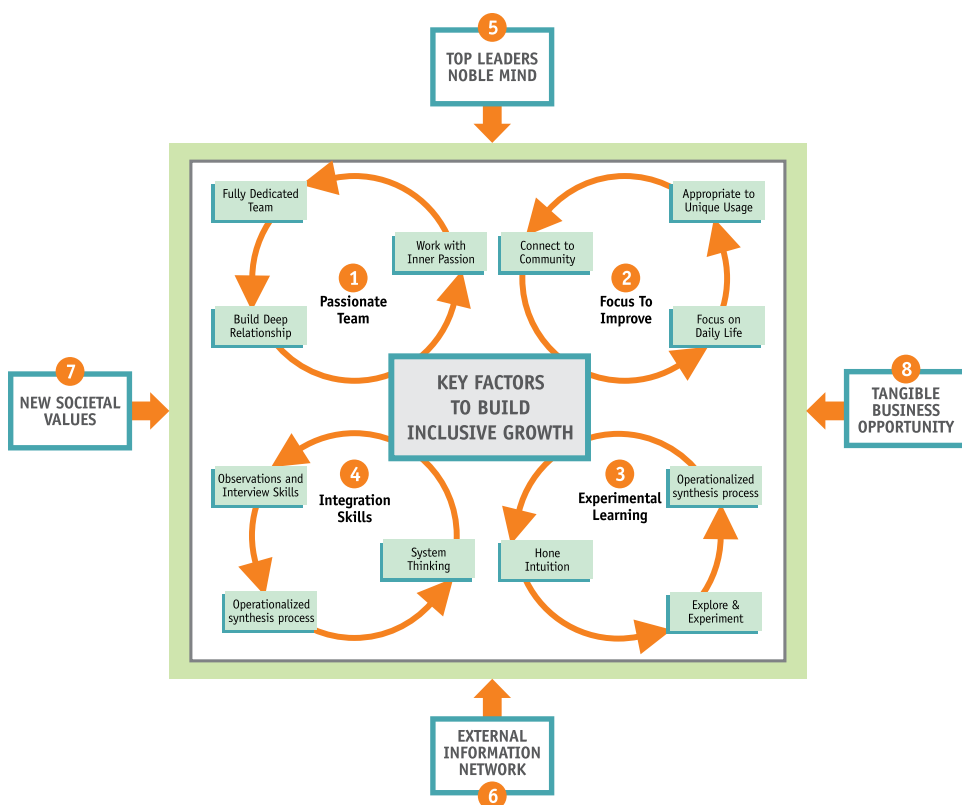 5
TOP LEADERS
NOBLE MIND
Fully Dedicated
Team
Work with
Inner Passion
Build Deep
Relationship
1
Passionate
Team
Appropriate to
Unique Usage
Connect to
Community
2
Focus To
Improve
Focus on
Daily Life
7
NEW SOCIETAL
VALUES
KEY FACTORS
TO BUILD
INCLUSIVE GROWTH
8
TANGIBLE
BUSINESS
OPPORTUNITY
4
Integration
Skills
Observations and
Interview Skills
System
Thinking
Operationalized
synthesis process
3
Experimental
Learning
Operationalized
synthesis process
Hone
Intuition
Explore &
Experiment
EXTERNAL
INFORMATION
NETWORK
6